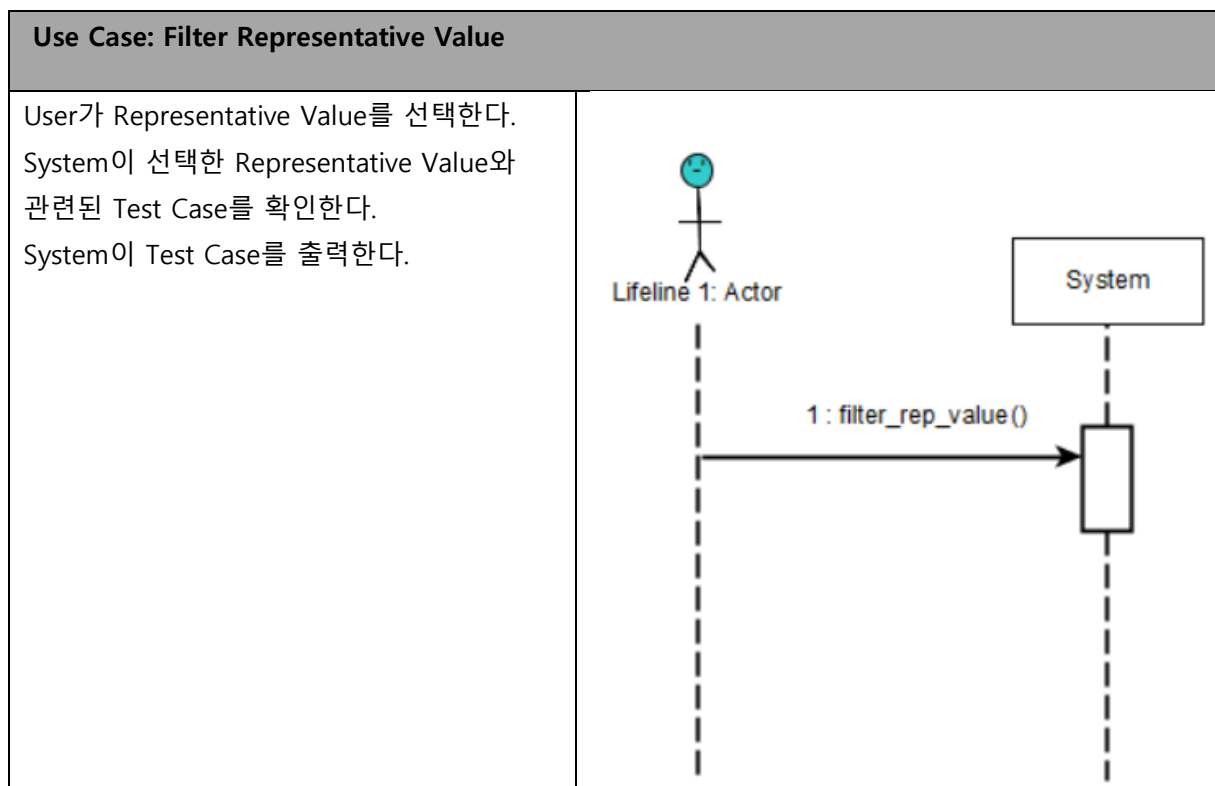 Use Case: Filter Representative Value
User가 Representative Value를 선택한다.
System이 선택한 Representative Value와
관련된 Test Case를 확인한다.
System이 Test Case를 출력한다.
Lifeline 1: Actor
System
1 : filter_rep_value()